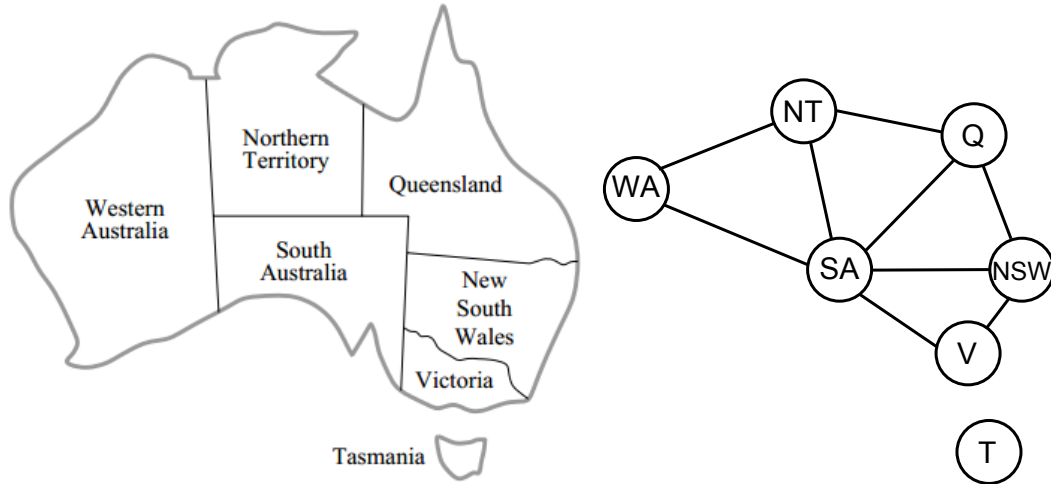 Northern
Territory
Queensland
Western
Australia
South
Australia
New
South
Wales
Victoria
Tasmania
NT
Q
WA
SA
NSW
V
T